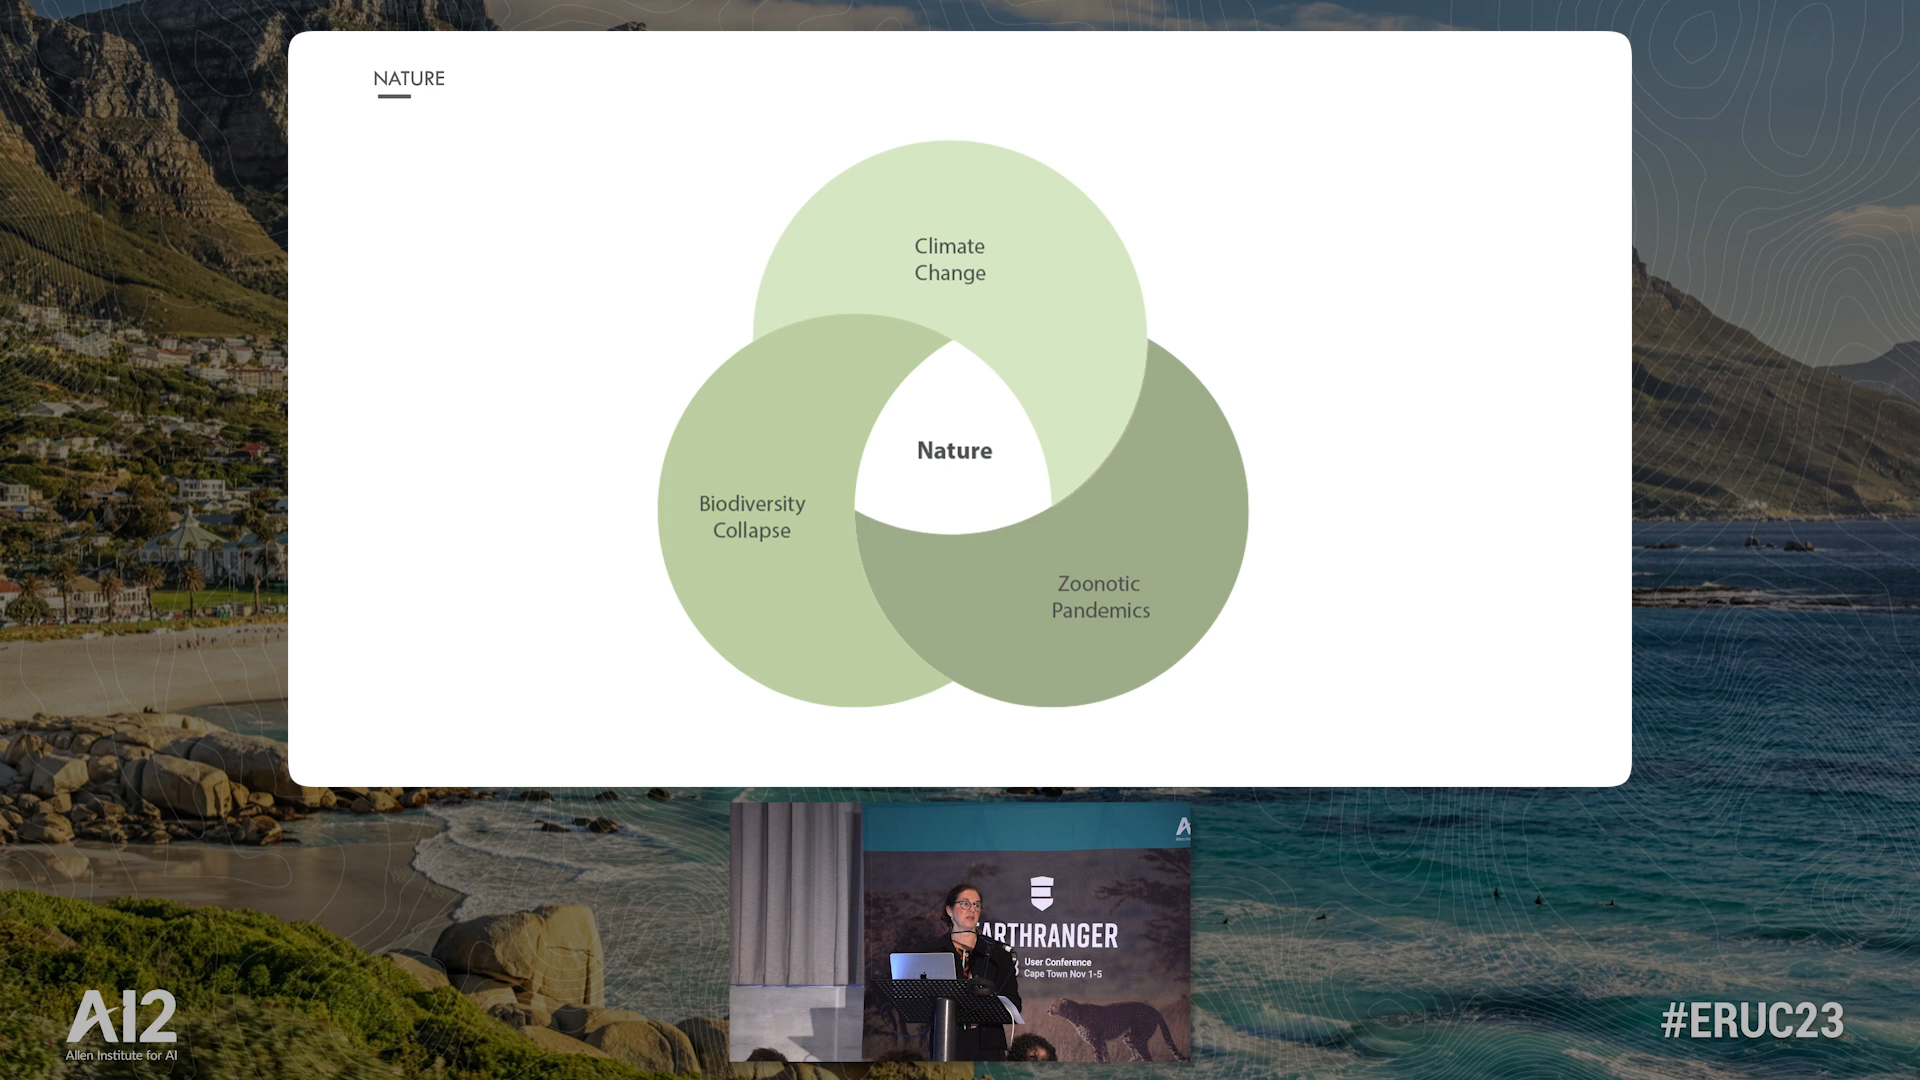 NATURE
Climate
Change
Nature
Biodiversity
Collapse
Zoonotic
Pandemics
ARTHRANGER
User Conference
Cape Town Nov 1-5
AI2
Allen Institute for AI
#ERUC23